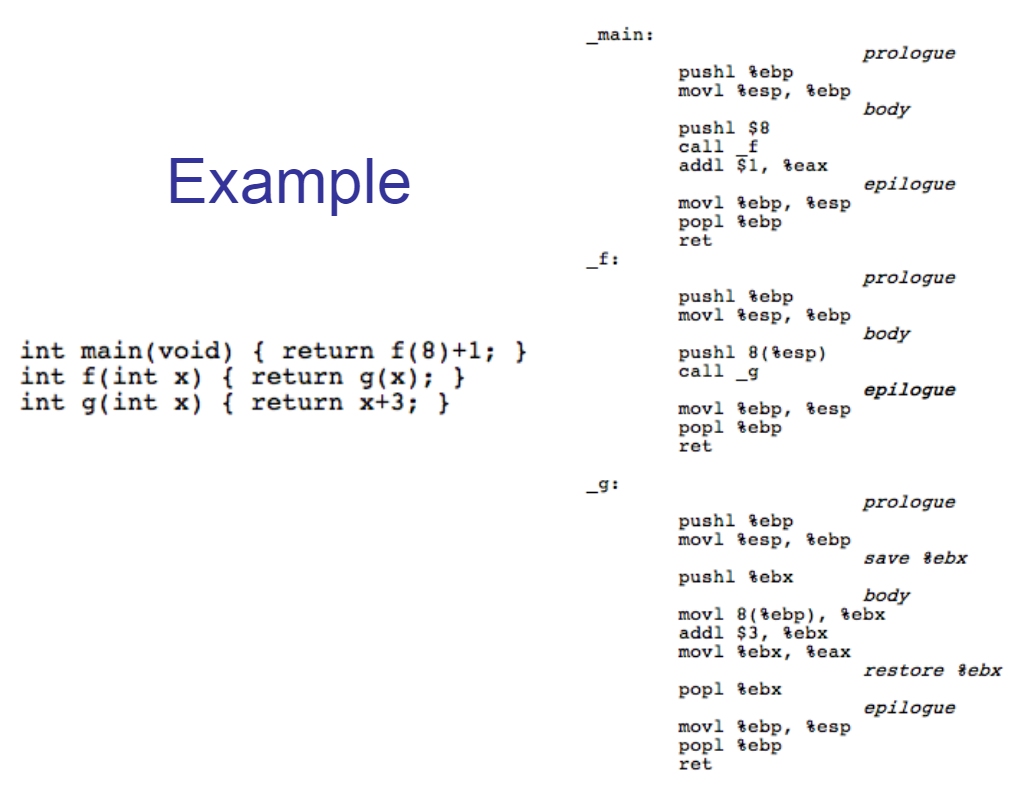 Example
int main(void) { return f(8)+1; }
int f(int x) { return g(x); }
int g(int x) { return x+3; }
_main:
prologue
pushl %ebp
movl %esp, %ebp
body
pushl $8
call _f
addl $1, %eax
epilogue
movl %ebp, %esp
popl %ebp
ret
_f:
prologue
pushl %ebp
movl %esp, %ebp
body
pushl 8(%esp)
call _g
epilogue
movl %ebp, %esp
popl %ebp
ret
_g:
prologue
pushl %ebp
movl %esp, %ebp
save %ebx
pushl %ebx
body
movl 8(%ebp), %ebx
addl $3, %ebx
movl %ebx, %eax
restore %ebx
popl %ebx
epilogue
movl %ebp, %esp
popl %ebp
ret